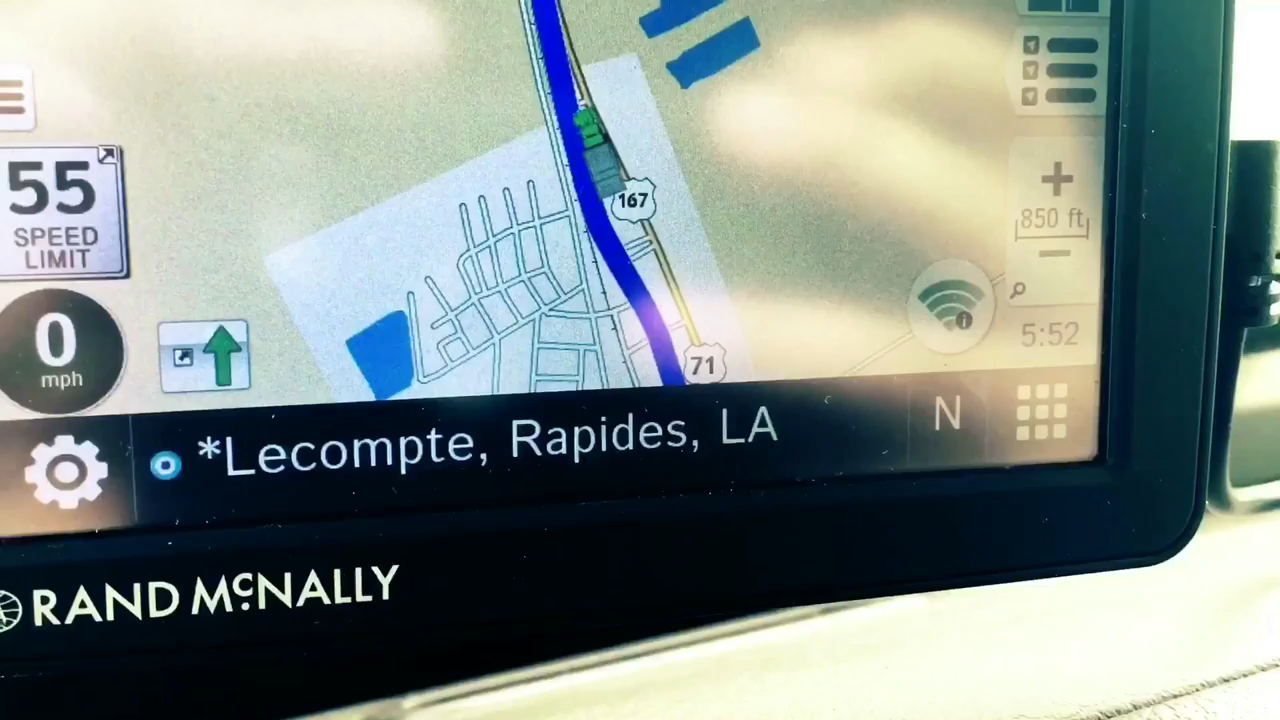 167
55
SPEED
LIMIT
850 ft
0
mph
5:52
71
*Lecompte, Rapides, LA
N
RAND McNALLY